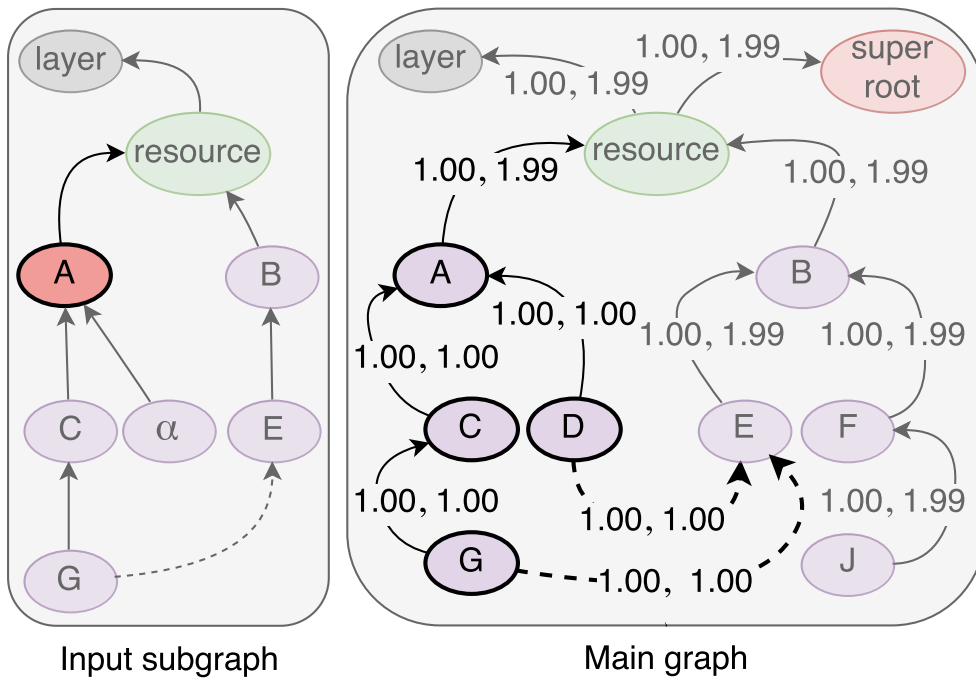 layer
resource
A
B
C
α
E
G
Input subgraph
layer
1.00, 1.99
super
root
1.00, 1.99
resource
1.00, 1.99
1.00, 1.99
A
B
1.00, 1.00
1.00, 1.99
1.00, 1.99
1.00, 1.00
C
D
E
F
1.00, 1.00
1.00, 1.00
1.00, 1.99
G
1.00, 1.00
J
Main graph